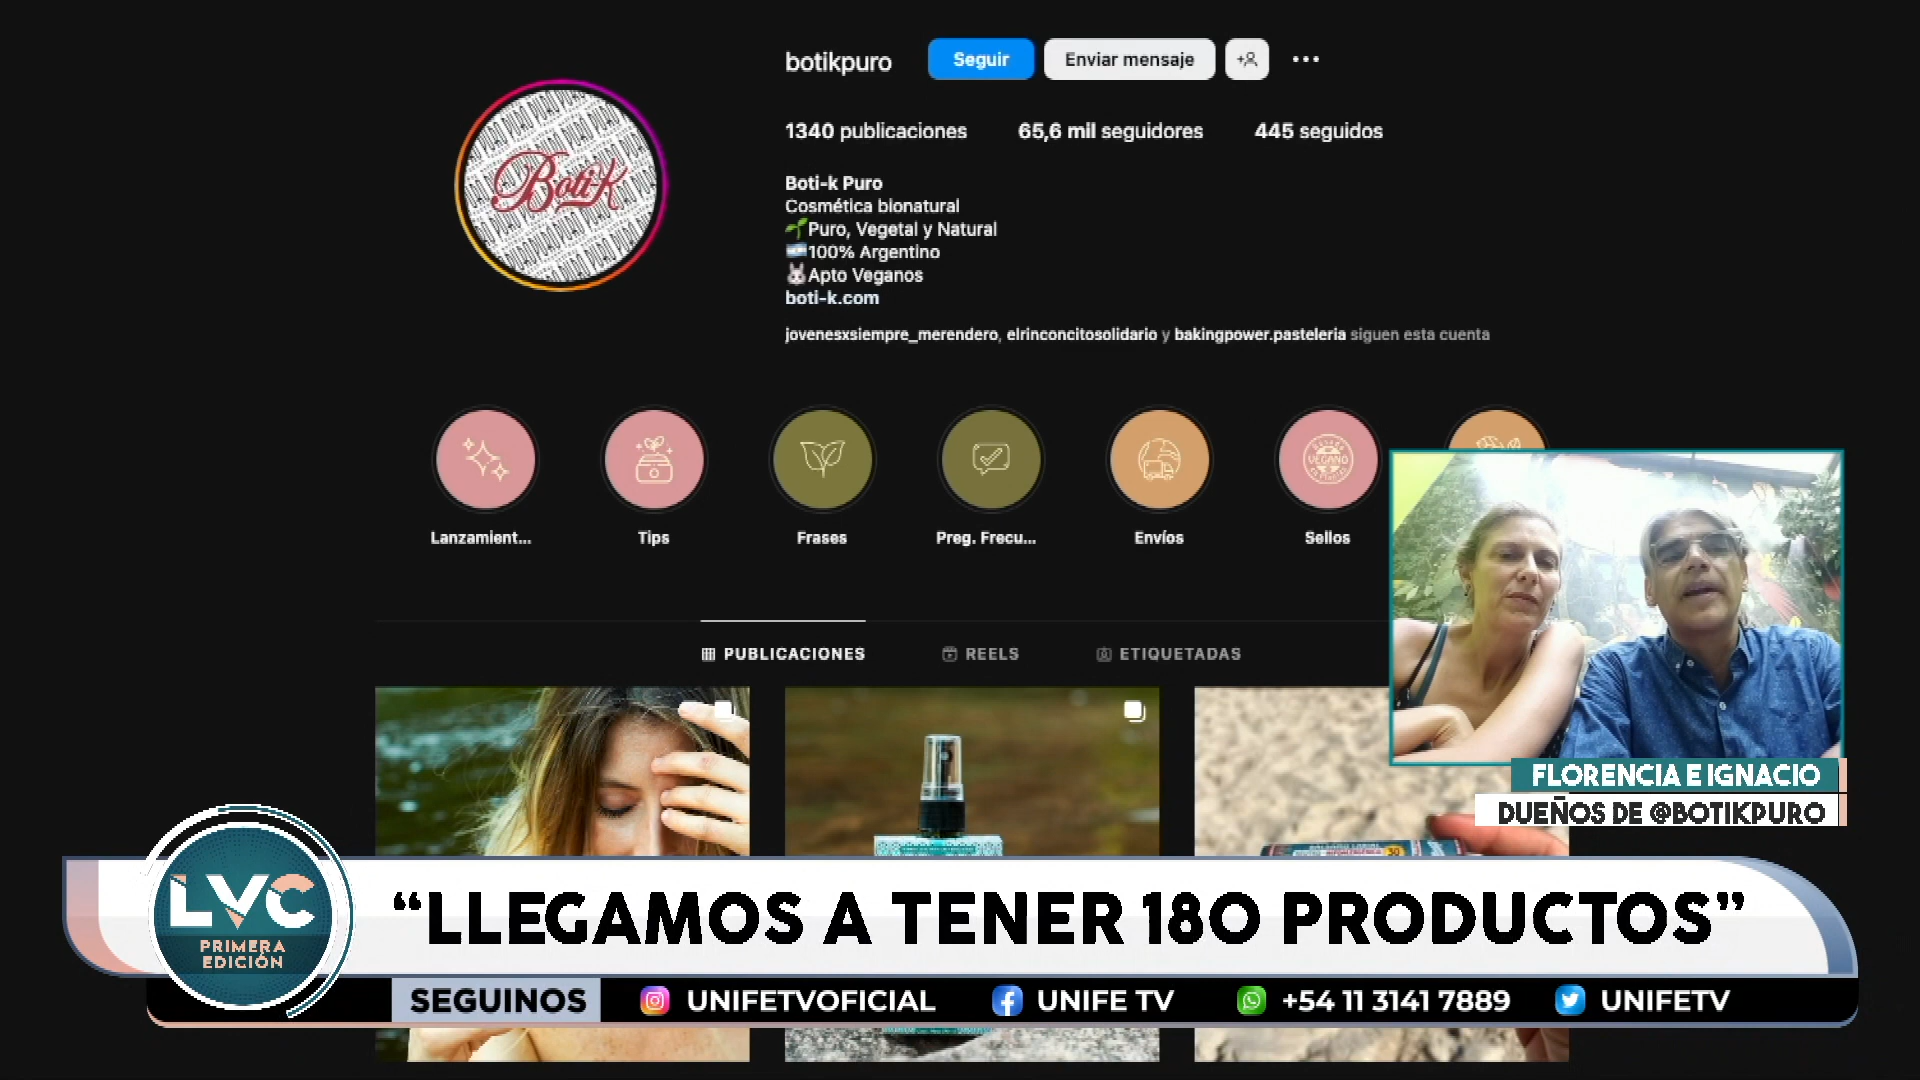 botikpuro
Seguir
Enviar mensaje
1340 publicaciones
65,6 mil seguidores
445 seguidos
Boti-k Puro
Cosmética bionatural
Puro, Vegetal y Natural
100% Argentino
Apto Veganos
boti-k.com
jovenesxsiempre_merendero, elrinconcitosolidario y bakingpower.pasteleria siguen esta cuenta
Boti-K
VEGANO
Lanzamient...
Tips
Frases
Preg. Frecu...
Envíos
Sellos
PUBLICACIONES
REELS
ETIQUETADAS
30
FLORENCIA E IGNACIO
DUEÑOS DE @BOTIKPURO
LVC
PRIMERA
EDICIÓN
“LLEGAMOS A TENER 180 PRODUCTOS”
SEGUINOS
UNIFETVOFICIAL
UNIFE TV
+54 11 3141 7889
UNIFETV